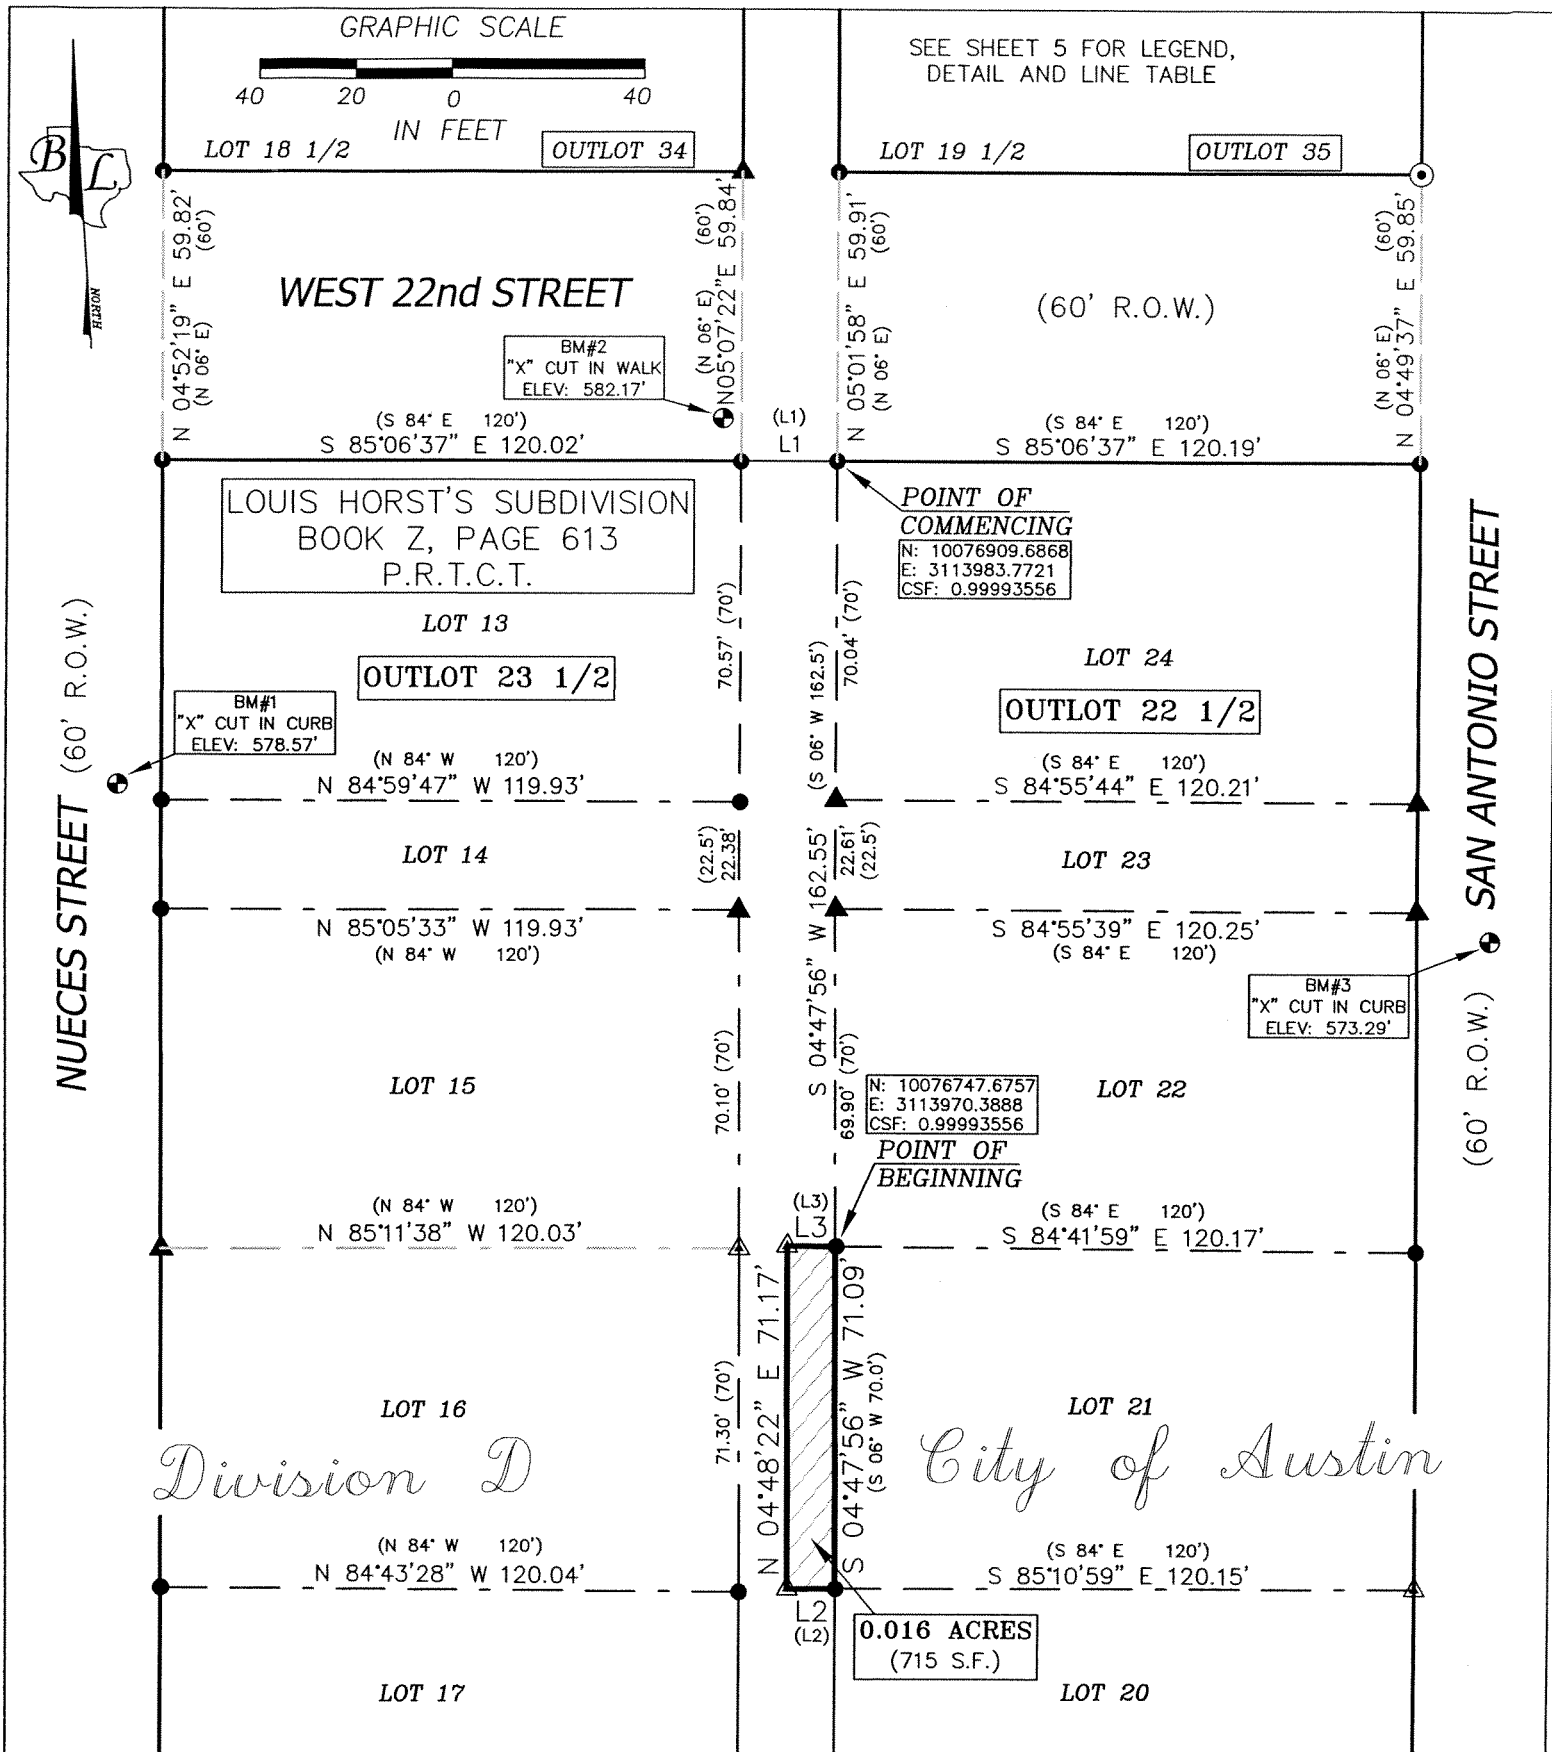 GRAPHIC SCALE
40 20 0 40
IN FEET
SEE SHEET 5 FOR LEGEND,
DETAIL AND LINE TABLE
B L
NORTH
LOT 18 1/2
OUTLOT 34
LOT 19 1/2
OUTLOT 35
N 04°52'19" E 59.82'
(N 06° E) (60')
WEST 22nd STREET
(60' R.O.W.)
N05°07'22"E 59.84'
(N 06° E) (60')
N 05°01'58" E 59.91'
(N 06° E) (60')
N 04°49'37" E 59.85'
(N 06° E) (60')
BM#2
"X" CUT IN WALK
ELEV: 582.17'
(S 84° E 120')
S 85°06'37" E 120.02'
(L1)
L1
(S 84° E 120')
S 85°06'37" E 120.19'
LOUIS HORST'S SUBDIVISION
BOOK Z, PAGE 613
P.R.T.C.T.
POINT OF
COMMENCING
N: 10076909.6868
E: 3113983.7721
CSF: 0.99993556
LOT 13
OUTLOT 23 1/2
70.57' (70')
70.04' (70')
(S 06° W 162.5')
S 04°47'56" W 162.55'
LOT 24
OUTLOT 22 1/2
NUECES STREET (60' R.O.W.)
BM#1
"X" CUT IN CURB
ELEV: 578.57'
SAN ANTONIO STREET
(60' R.O.W.)
(N 84° W 120')
N 84°59'47" W 119.93'
(S 84° E 120')
S 84°55'44" E 120.21'
LOT 14
(22.5')
22.38'
22.61'
(22.5')
LOT 23
N 85°05'33" W 119.93'
(N 84° W 120')
S 84°55'39" E 120.25'
(S 84° E 120')
BM#3
"X" CUT IN CURB
ELEV: 573.29'
LOT 15
70.10' (70')
69.90' (70')
N: 10076747.6757
E: 3113970.3888
CSF: 0.99993556
POINT OF
BEGINNING
LOT 22
(N 84° W 120')
N 85°11'38" W 120.03'
(L3)
L3
(S 84° E 120')
S 84°41'59" E 120.17'
LOT 16
71.30' (70')
N 04°48'22" E 71.17'
S 04°47'56" W 71.09'
(S 06° W 70.0')
LOT 21
Division D
City of Austin
(N 84° W 120')
N 84°43'28" W 120.04'
(S 84° E 120')
S 85°10'59" E 120.15'
L2
(L2)
0.016 ACRES
(715 S.F.)
LOT 17
LOT 20